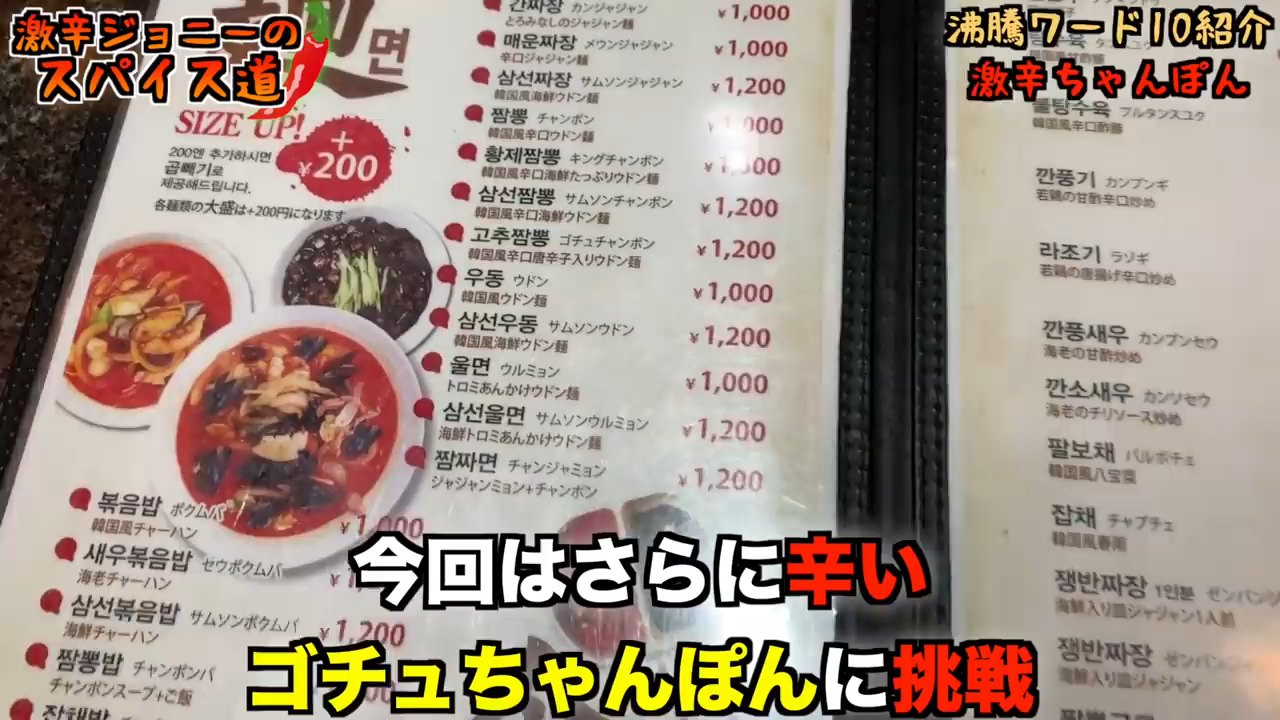 激辛ジョニーの
スパイス道
沸騰ワード10紹介
激辛ちゃんぽん
면
SIZE UP!
+
¥200
200엔 추가하시면
곱빼기로
제공해드립니다.
各麺類の大盛は+200円になります
간짜장 カンジャジャン ¥1,000
とろみなしのジャジャン麺
매운짜장 メウンジャジャン ¥1,000
辛口ジャジャン麺
삼선짜장 サムソンジャジャン ¥1,200
韓国風海鮮ウドン麺
짬뽕 チャンポン
韓国風辛口ウドン麺
황제짬뽕 キングチャンポン
韓国風辛口海鮮たっぷりウドン麺
삼선짬뽕 サムソンチャンポン ¥1,200
韓国風辛口海鮮ウドン麺
고추짬뽕 ゴチュチャンポン ¥1,200
韓国風辛口唐辛子入りウドン麺
우동 ウドン ¥1,000
韓国風ウドン麺
삼선우동 サムソンウドン ¥1,200
韓国風海鮮ウドン麺
울면 ウルミョン ¥1,000
トロミあんかけウドン麺
삼선울면 サムソンウルミョン ¥1,200
海鮮トロミあんかけウドン麺
짬짜면 チャンジャミョン ¥1,200
ジャジャンミョン+チャンポン
볶음밥 ポクムパ ¥1,000
韓国風チャーハン
새우볶음밥 セウポクムパ
海老チャーハン
삼선볶음밥 サムソンポクムパ ¥1,200
海鮮チャーハン
짬뽕밥 チャンポンパ
チャンポンスープ+ご飯
잡채밥
불탕수육 プルタンスユク
韓国風辛口酢豚
깐풍기 カンプンギ
若鶏の甘酢辛口炒め
라조기 ラゾギ
若鶏の唐揚げ辛口炒め
깐풍새우 カンプンセウ
海老の甘酢炒め
깐소새우 カンソセウ
海老のチリソース炒め
팔보채 パルボチェ
韓国風八宝菜
잡채 チャプチェ
韓国風春雨
쟁반짜장 1인분 ゼンバン
海鮮入り皿ジャジャン1人前
쟁반짜장 ゼンバン
海鮮入り皿ジャジャン
今回はさらに辛い
ゴチュちゃんぽんに挑戦